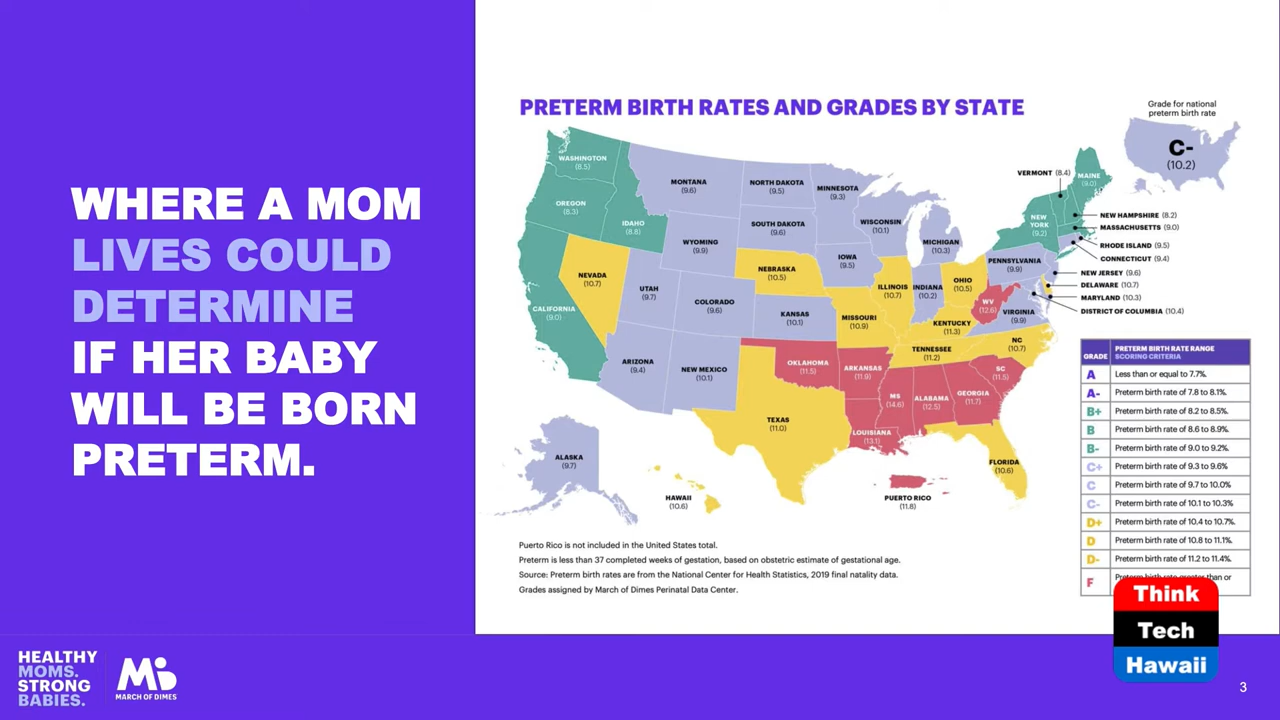 WHERE A MOM
LIVES COULD
DETERMINE
IF HER BABY
WILL BE BORN
PRETERM.
PRETERM BIRTH RATES AND GRADES BY STATE
Grade for national
preterm birth rate
C-
(10.2)
WASHINGTON
(8.5)
OREGON
(8.3)
IDAHO
(8.8)
CALIFORNIA
(9.0)
NEVADA
(10.7)
MONTANA
(9.6)
WYOMING
(9.9)
UTAH
(9.7)
COLORADO
(9.6)
ARIZONA
(9.4)
NEW MEXICO
(10.1)
NORTH DAKOTA
(9.5)
SOUTH DAKOTA
(9.6)
NEBRASKA
(10.5)
KANSAS
(10.1)
OKLAHOMA
(11.5)
TEXAS
(11.0)
MINNESOTA
(9.3)
IOWA
(9.5)
MISSOURI
(10.9)
ARKANSAS
(11.9)
LOUISIANA
(13.1)
WISCONSIN
(10.1)
ILLINOIS
(10.7)
MICHIGAN
(10.3)
INDIANA
(10.2)
OHIO
(10.5)
KENTUCKY
(11.3)
TENNESSEE
(11.2)
MS
(14.6)
ALABAMA
(12.5)
GEORGIA
(11.7)
SC
(11.5)
NC
(10.7)
FLORIDA
(10.6)
WV
(12.6)
VIRGINIA
(9.9)
PENNSYLVANIA
(9.9)
NEW
YORK
(9.2)
VERMONT (8.4)
MAINE
(9.0)
NEW HAMPSHIRE (8.2)
MASSACHUSETTS (9.0)
RHODE ISLAND (9.5)
CONNECTICUT (9.4)
NEW JERSEY (9.6)
DELAWARE (10.7)
MARYLAND (10.3)
DISTRICT OF COLUMBIA (10.4)
ALASKA
(9.7)
HAWAII
(10.6)
PUERTO RICO
(11.8)
GRADE PRETERM BIRTH RATE RANGE
SCORING CRITERIA
A Less than or equal to 7.7%.
A- Preterm birth rate of 7.8 to 8.1%.
B+ Preterm birth rate of 8.2 to 8.5%.
B Preterm birth rate of 8.6 to 8.9%.
B- Preterm birth rate of 9.0 to 9.2%.
C+ Preterm birth rate of 9.3 to 9.6%.
C Preterm birth rate of 9.7 to 10.0%.
C- Preterm birth rate of 10.1 to 10.3%.
D+ Preterm birth rate of 10.4 to 10.7%.
D Preterm birth rate of 10.8 to 11.1%.
D- Preterm birth rate of 11.2 to 11.4%.
F Preterm birth rate greater than or
Puerto Rico is not included in the United States total.
Preterm is less than 37 completed weeks of gestation, based on obstetric estimate of gestational age.
Source: Preterm birth rates are from the National Center for Health Statistics, 2019 final natality data.
Grades assigned by March of Dimes Perinatal Data Center.
Think
Tech
Hawaii
HEALTHY
MOMS.
STRONG
BABIES.
MARCH OF DIMES
3